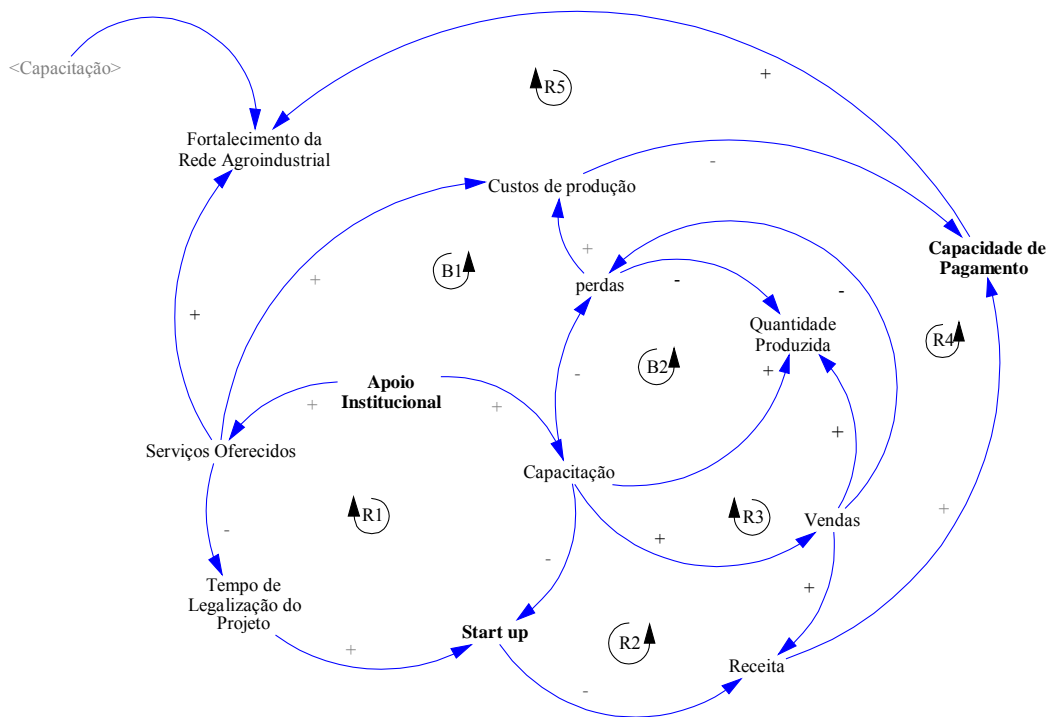 <Capacitação>
+
R5
Fortalecimento da
Rede Agroindustrial
-
Custos de produção
+
Capacidade de
Pagamento
+
B1
perdas
-
-
+
Quantidade
Produzida
R4
B2
-
+
Apoio
Institucional
+
+
+
Serviços Oferecidos
Capacitação
R1
R3
Vendas
+
-
+
-
Tempo de
Legalização do
Projeto
+
Start up
+
R2
Receita
-